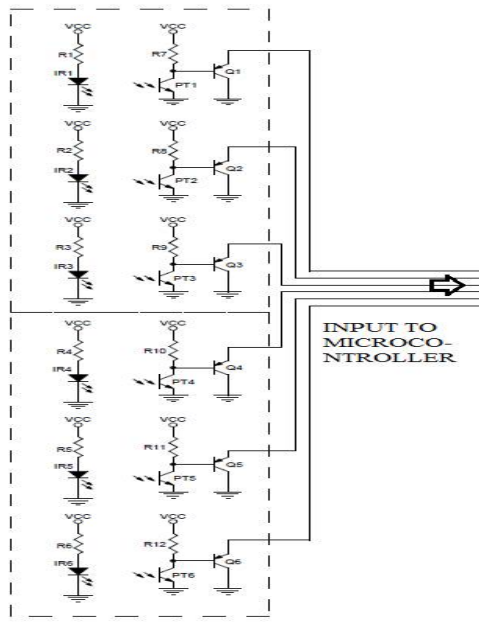 VCC VCC
R1 R7
IR1 Q1
PT1
VCC VCC
R2 R8
IR2 Q2
PT2
VCC VCC
R3 R9
IR3 Q3
PT3
INPUT TO
MICROCO-
NTROLLER
VCC VCC
R4 R10
IR4 Q4
PT4
VCC VCC
R5 R11
IR5 Q5
PT5
VCC VCC
R6 R12
IR6 Q6
PT6